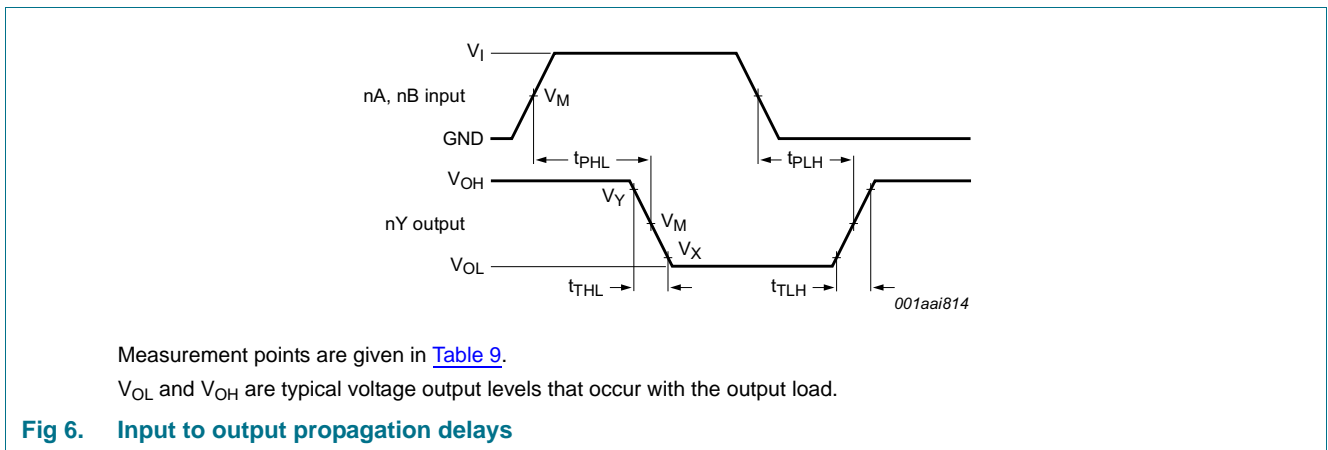 V_I
nA, nB input
V_M
GND
t_PHL
t_PLH
V_OH
V_Y
nY output
V_M
V_X
V_OL
t_THL
t_TLH
001aai814
Measurement points are given in Table 9.
V_OL and V_OH are typical voltage output levels that occur with the output load.
Fig 6. Input to output propagation delays